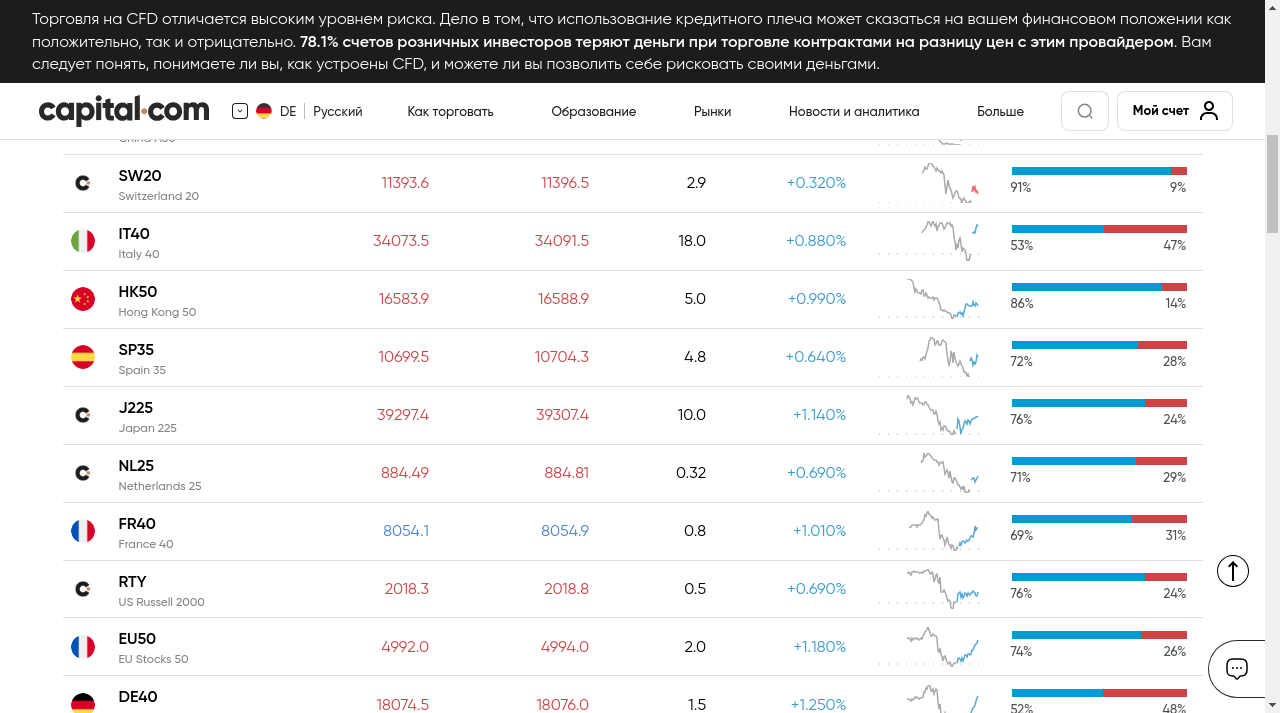 Торговля на CFD отличается высоким уровнем риска. Дело в том, что использование кредитного плеча может сказаться на вашем финансовом положении как
положительно, так и отрицательно. 78.1% счетов розничных инвесторов теряют деньги при торговле контрактами на разницу цен с этим провайдером. Вам
следует понять, понимаете ли вы, как устроены CFD, и можете ли вы позволить себе рисковать своими деньгами.
capital.com DE Русский Как торговать Образование Рынки Новости и аналитика Больше Мой счет
SW20 11393.6 11396.5 2.9 +0.320% 91% 9%
Switzerland 20
IT40 34073.5 34091.5 18.0 +0.880% 53% 47%
Italy 40
HK50 16583.9 16588.9 5.0 +0.990% 86% 14%
Hong Kong 50
SP35 10699.5 10704.3 4.8 +0.640% 72% 28%
Spain 35
J225 39297.4 39307.4 10.0 +1.140% 76% 24%
Japan 225
NL25 884.49 884.81 0.32 +0.690% 71% 29%
Netherlands 25
FR40 8054.1 8054.9 0.8 +1.010% 69% 31%
France 40
RTY 2018.3 2018.8 0.5 +0.690% 76% 24%
US Russell 2000
EU50 4992.0 4994.0 2.0 +1.180% 74% 26%
EU Stocks 50
DE40 18074.5 18076.0 1.5 +1.250% 52% 48%